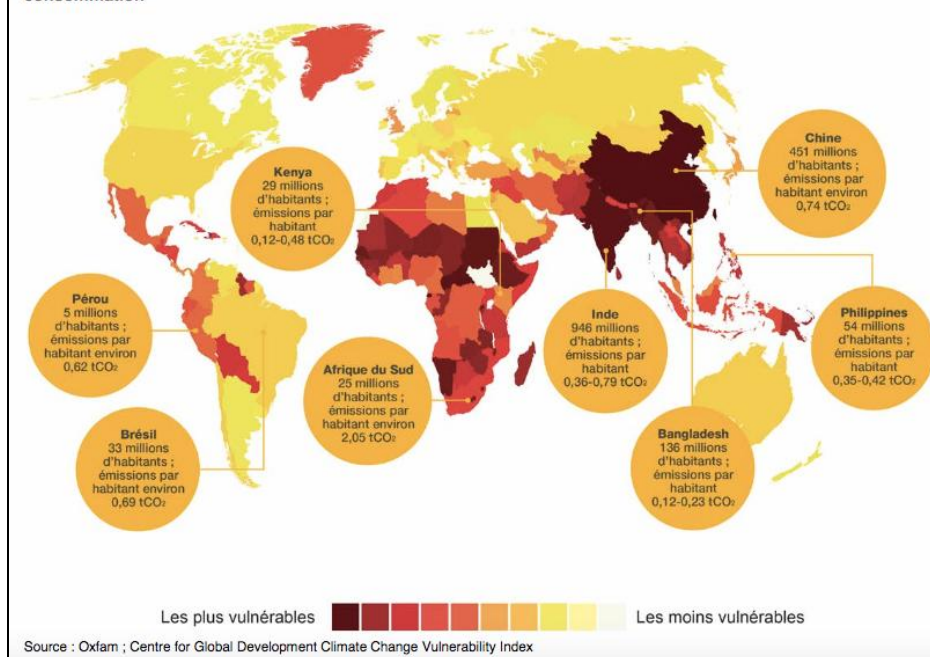 Kenya
29 millions
d'habitants ;
émissions par
habitant
0,12-0,48 tCO₂
Chine
451 millions
d'habitants ;
émissions par
habitant environ
0,74 tCO₂
Pérou
5 millions
d'habitants ;
émissions par
habitant environ
0,62 tCO₂
Brésil
33 millions
d'habitants ;
émissions par
habitant environ
0,69 tCO₂
Afrique du Sud
25 millions
d'habitants ;
émissions par
habitant environ
2,05 tCO₂
Inde
946 millions
d'habitants ;
émissions par
habitant
0,36-0,79 tCO₂
Philippines
54 millions
d'habitants ;
émissions par
habitant
0,35-0,42 tCO₂
Bangladesh
136 millions
d'habitants ;
émissions par
habitant
0,12-0,23 tCO₂
Les plus vulnérables
Les moins vulnérables
Source : Oxfam ; Centre for Global Development Climate Change Vulnerability Index